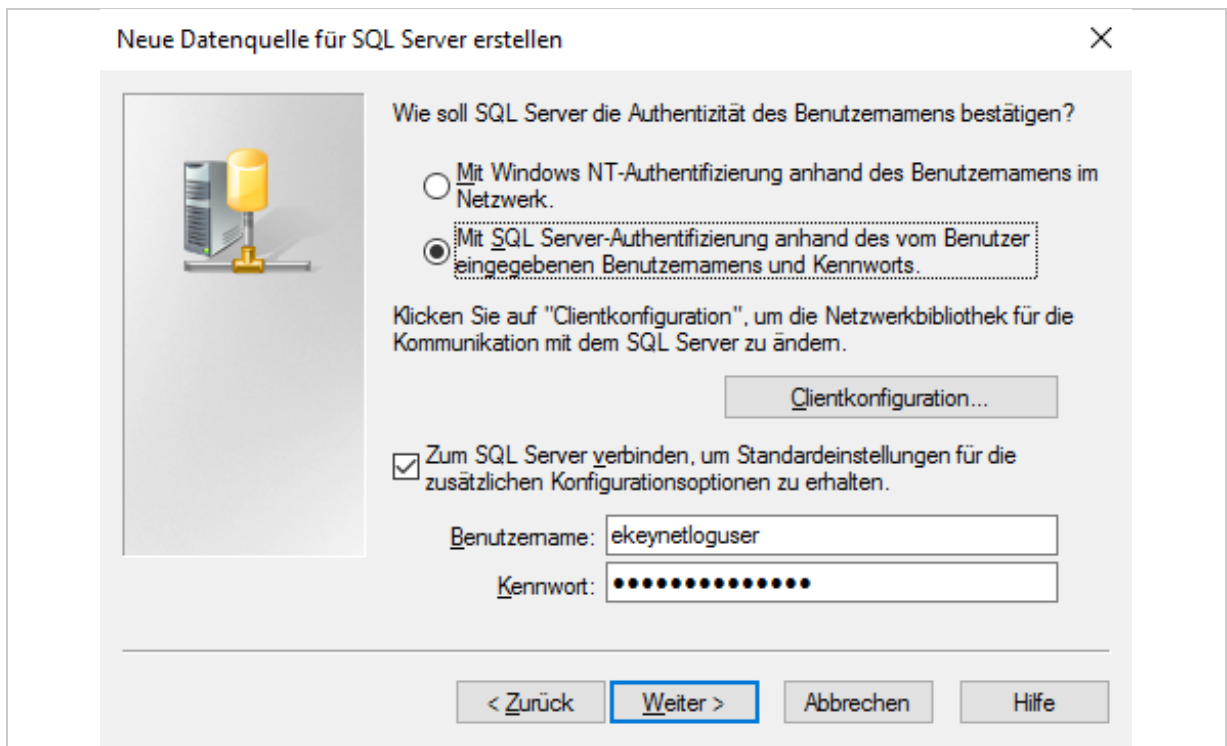 Neue Datenquelle für SQL Server erstellen
Wie soll SQL Server die Authentizität des Benutzernamens bestätigen?
Mit Windows NT-Authentifizierung anhand des Benutzernamens im
Netzwerk.
Mit SQL Server-Authentifizierung anhand des vom Benutzer
eingegebenen Benutzernamens und Kennworts.
Klicken Sie auf "Clientkonfiguration", um die Netzwerkbibliothek für die
Kommunikation mit dem SQL Server zu ändern.
Clientkonfiguration...
Zum SQL Server verbinden, um Standardeinstellungen für die
zusätzlichen Konfigurationsoptionen zu erhalten.
Benutzername: ekeynetloguser
Kennwort: ●●●●●●●●●●●●●●
< Zurück Weiter > Abbrechen Hilfe